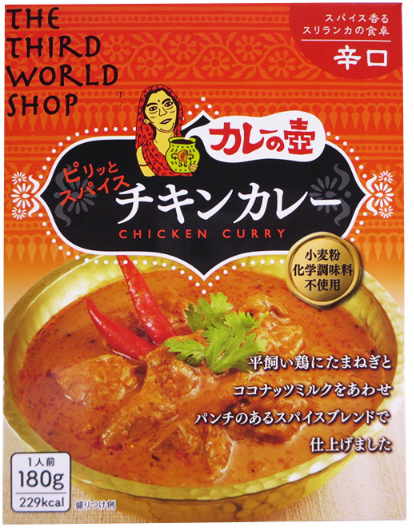 THE
THIRD
WORLD
SHOP
スパイス香る
スリランカの食卓
辛口
カレーの壺
ピリッと
スパイス
チキンカレー
CHICKEN CURRY
小麦粉
化学調味料
不使用
平飼い鶏にたまねぎと
ココナッツミルクをあわせ
パンチのあるスパイスブレンドで
仕上げました
1人前
180g
229kcal
盛りつけ例